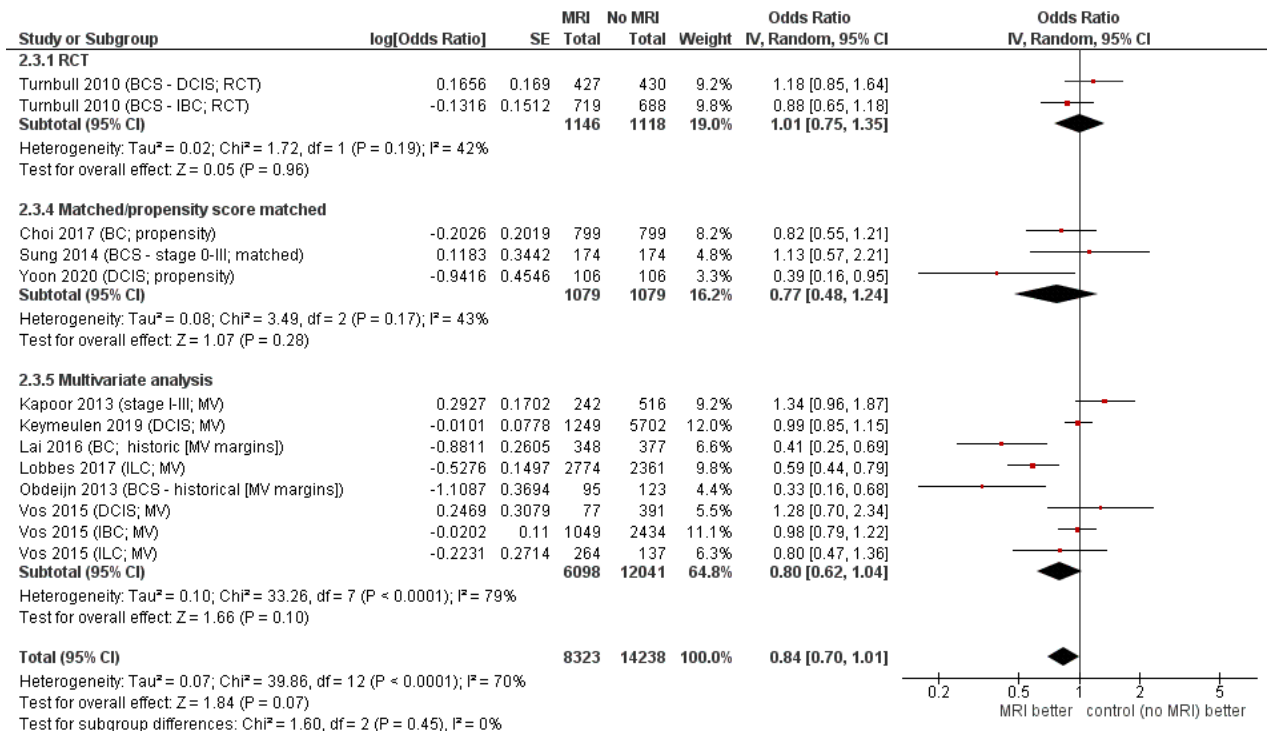 MRI No MRI Odds Ratio Odds Ratio
Study or Subgroup log[Odds Ratio] SE Total Total Weight IV, Random, 95% CI IV, Random, 95% CI
2.3.1 RCT
Turnbull 2010 (BCS - DCIS; RCT) 0.1656 0.169 427 430 9.2% 1.18 [0.85, 1.64]
Turnbull 2010 (BCS - IBC; RCT) -0.1316 0.1512 719 688 9.8% 0.88 [0.65, 1.18]
Subtotal (95% CI) 1146 1118 19.0% 1.01 [0.75, 1.35]
Heterogeneity: Tau² = 0.02; Chi² = 1.72, df = 1 (P = 0.19); I² = 42%
Test for overall effect: Z = 0.05 (P = 0.96)
2.3.4 Matched/propensity score matched
Choi 2017 (BC; propensity) -0.2026 0.2019 799 799 8.2% 0.82 [0.55, 1.21]
Sung 2014 (BCS - stage 0-III; matched) 0.1183 0.3442 174 174 4.8% 1.13 [0.57, 2.21]
Yoon 2020 (DCIS; propensity) -0.9416 0.4546 106 106 3.3% 0.39 [0.16, 0.95]
Subtotal (95% CI) 1079 1079 16.2% 0.77 [0.48, 1.24]
Heterogeneity: Tau² = 0.08; Chi² = 3.49, df = 2 (P = 0.17); I² = 43%
Test for overall effect: Z = 1.07 (P = 0.28)
2.3.5 Multivariate analysis
Kapoor 2013 (stage I-III; MV) 0.2927 0.1702 242 516 9.2% 1.34 [0.96, 1.87]
Keymeulen 2019 (DCIS; MV) -0.0101 0.0778 1249 5702 12.0% 0.99 [0.85, 1.15]
Lai 2016 (BC; historic [MV margins]) -0.8811 0.2605 348 377 6.6% 0.41 [0.25, 0.69]
Lobbes 2017 (ILC; MV) -0.5276 0.1497 2774 2361 9.8% 0.59 [0.44, 0.79]
Obdeijn 2013 (BCS - historical [MV margins]) -1.1087 0.3694 95 123 4.4% 0.33 [0.16, 0.68]
Vos 2015 (DCIS; MV) 0.2469 0.3079 77 391 5.5% 1.28 [0.70, 2.34]
Vos 2015 (IBC; MV) -0.0202 0.11 1049 2434 11.1% 0.98 [0.79, 1.22]
Vos 2015 (ILC; MV) -0.2231 0.2714 264 137 6.3% 0.80 [0.47, 1.36]
Subtotal (95% CI) 6098 12041 64.8% 0.80 [0.62, 1.04]
Heterogeneity: Tau² = 0.10; Chi² = 33.26, df = 7 (P < 0.0001); I² = 79%
Test for overall effect: Z = 1.66 (P = 0.10)
Total (95% CI) 8323 14238 100.0% 0.84 [0.70, 1.01]
Heterogeneity: Tau² = 0.07; Chi² = 39.86, df = 12 (P < 0.0001); I² = 70%
Test for overall effect: Z = 1.84 (P = 0.07)
Test for subgroup differences: Chi² = 1.60, df = 2 (P = 0.45), I² = 0%
0.2 0.5 1 2 5
MRI better control (no MRI) better